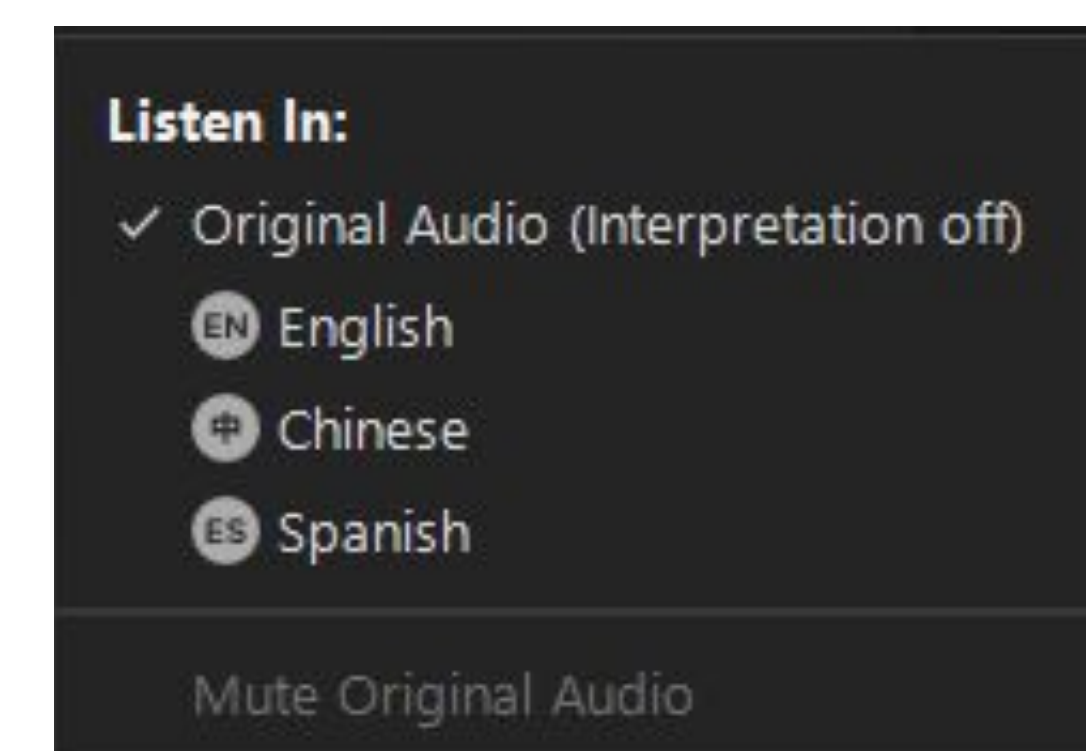 Listen In:
✓ Original Audio (Interpretation off)
EN English
中 Chinese
ES Spanish
Mute Original Audio